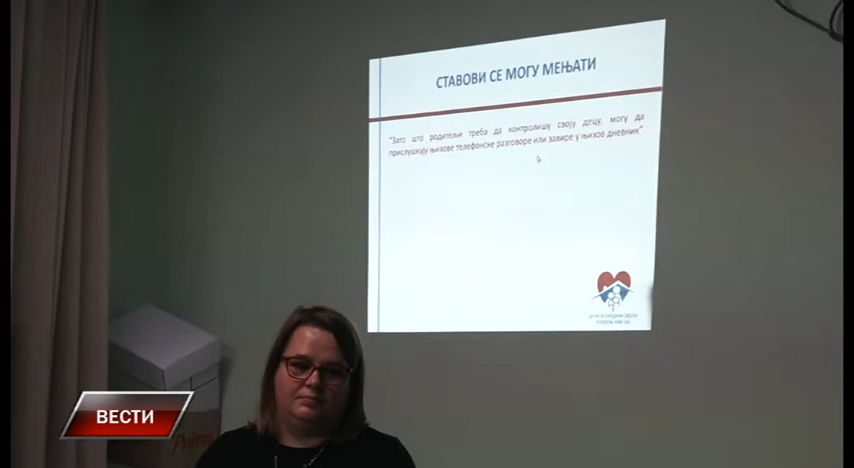 СТАВОВИ СЕ МОГУ МЕЊАТИ
"Зато што родитељи треба да контролишу своју децу, могу да
прислушкују њихове телефонске разговоре или завире у њихов дневник"
ВЕСТИ